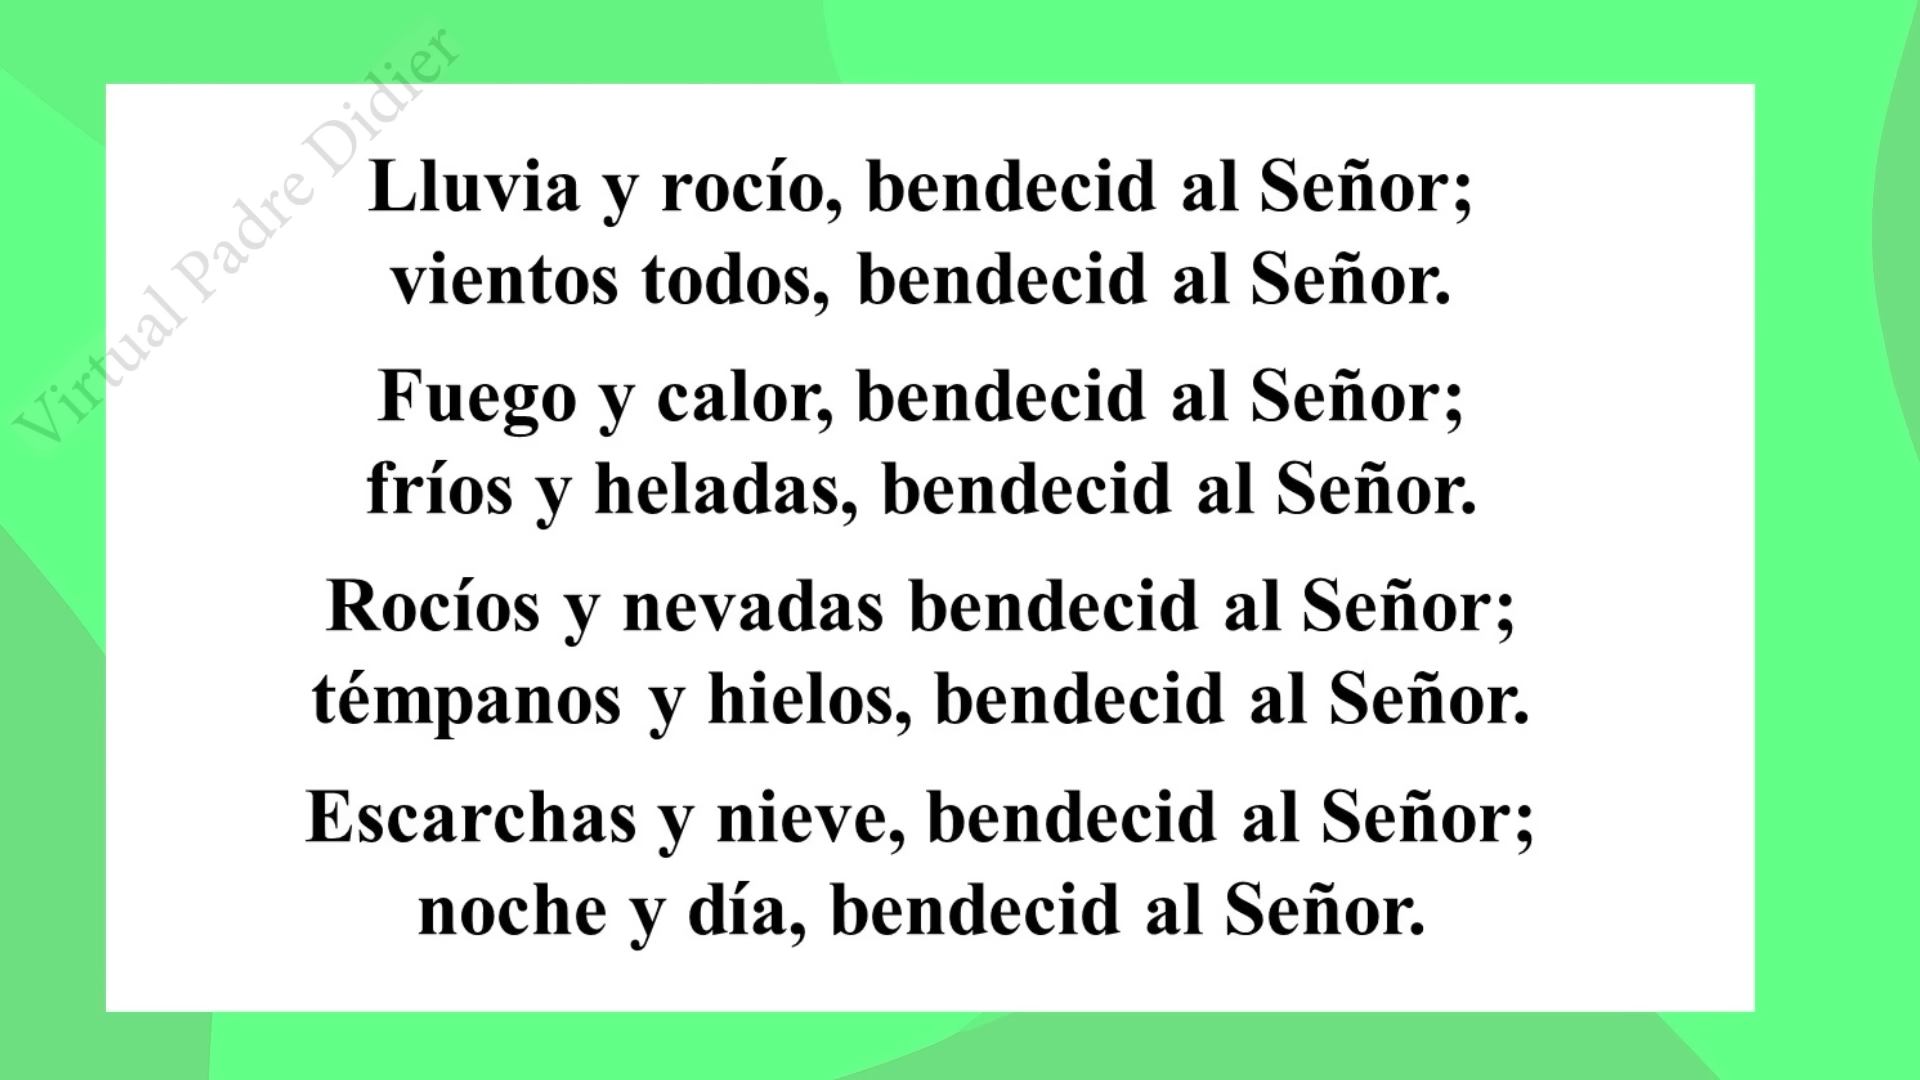 Virtual Padre Didier
Lluvia y rocío, bendecid al Señor;
vientos todos, bendecid al Señor.
Fuego y calor, bendecid al Señor;
fríos y heladas, bendecid al Señor.
Rocíos y nevadas bendecid al Señor;
témpanos y hielos, bendecid al Señor.
Escarchas y nieve, bendecid al Señor;
noche y día, bendecid al Señor.